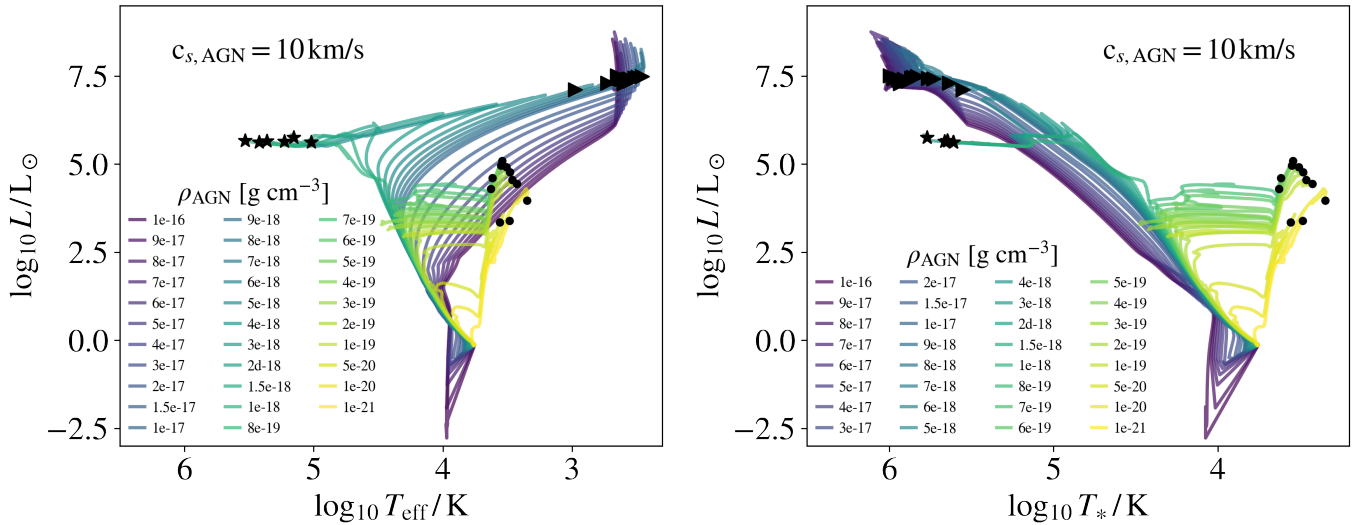 c_{s, AGN} = 10 km/s
7.5
5.0
2.5
0.0
−2.5
log₁₀ L/L⊙
ρ_AGN [g cm⁻³]
1e-16 9e-18 7e-19
9e-17 8e-18 6e-19
8e-17 7e-18 5e-19
7e-17 6e-18 4e-19
6e-17 5e-18 3e-19
5e-17 4e-18 2e-19
4e-17 3e-18 1e-19
3e-17 2d-18 5e-20
2e-17 1.5e-18 1e-20
1.5e-17 1e-18 1e-21
1e-17 8e-19
6 5 4 3
log₁₀ T_eff / K
c_{s, AGN} = 10 km/s
7.5
5.0
2.5
0.0
−2.5
log₁₀ L/L⊙
ρ_AGN [g cm⁻³]
1e-16 2e-17 4e-18 5e-19
9e-17 1.5e-17 3e-18 4e-19
8e-17 1e-17 2d-18 3e-19
7e-17 9e-18 1.5e-18 2e-19
6e-17 8e-18 1e-18 1e-19
5e-17 7e-18 8e-19 5e-20
4e-17 6e-18 7e-19 1e-20
3e-17 5e-18 6e-19 1e-21
6 5 4
log₁₀ T_* / K